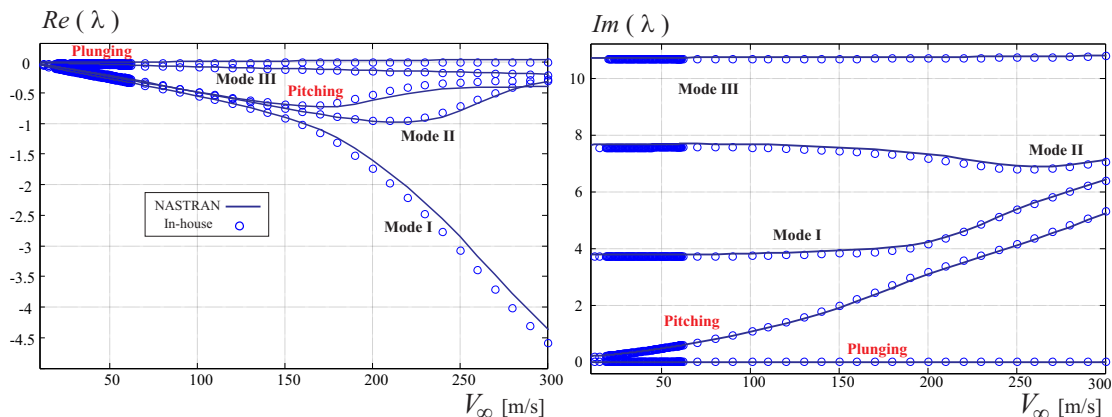 Re ( λ )
0
-0.5
-1
-1.5
-2
-2.5
-3
-3.5
-4
-4.5
Plunging
Mode III
Pitching
Mode II
NASTRAN
In-house
Mode I
50
100
150
200
250
300
V∞ [m/s]
Im ( λ )
10
8
6
4
2
0
Mode III
Mode II
Mode I
Pitching
Plunging
50
100
150
200
250
300
V∞ [m/s]